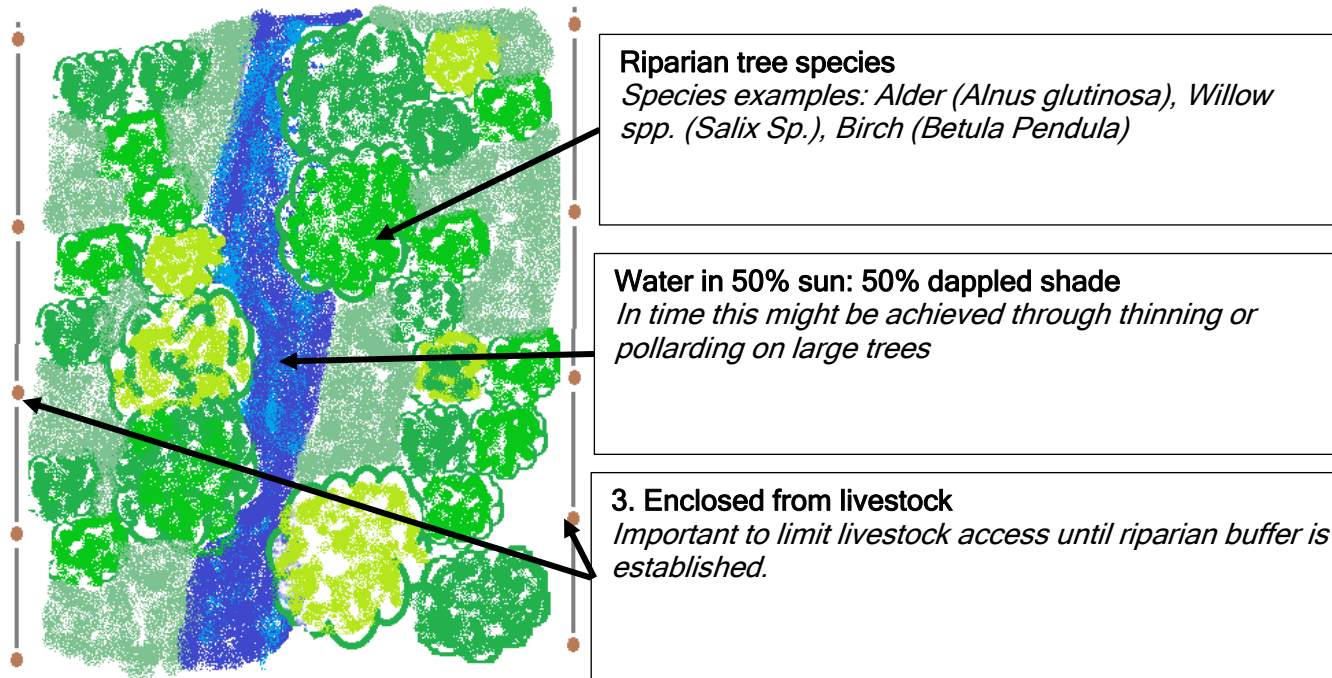 Riparian tree species
Species examples: Alder (Alnus glutinosa), Willow
spp. (Salix Sp.), Birch (Betula Pendula)
Water in 50% sun: 50% dappled shade
In time this might be achieved through thinning or
pollarding on large trees
3. Enclosed from livestock
Important to limit livestock access until riparian buffer is
established.